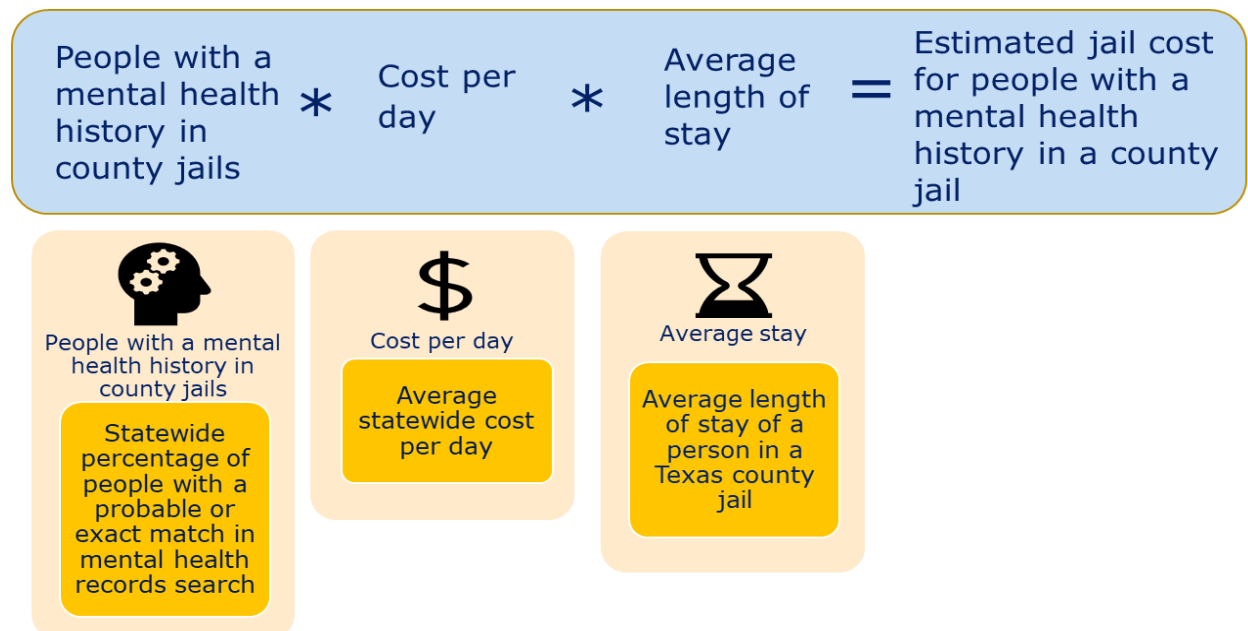 People with a
mental health
history in
county jails
*
Cost per
day
*
Average
length of
stay
=
Estimated jail cost
for people with a
mental health
history in a county
jail
People with a mental
health history in
county jails
Statewide
percentage of
people with a
probable or
exact match in
mental health
records search
$
Cost per day
Average
statewide cost
per day
Average stay
Average length
of stay of a
person in a
Texas county
jail